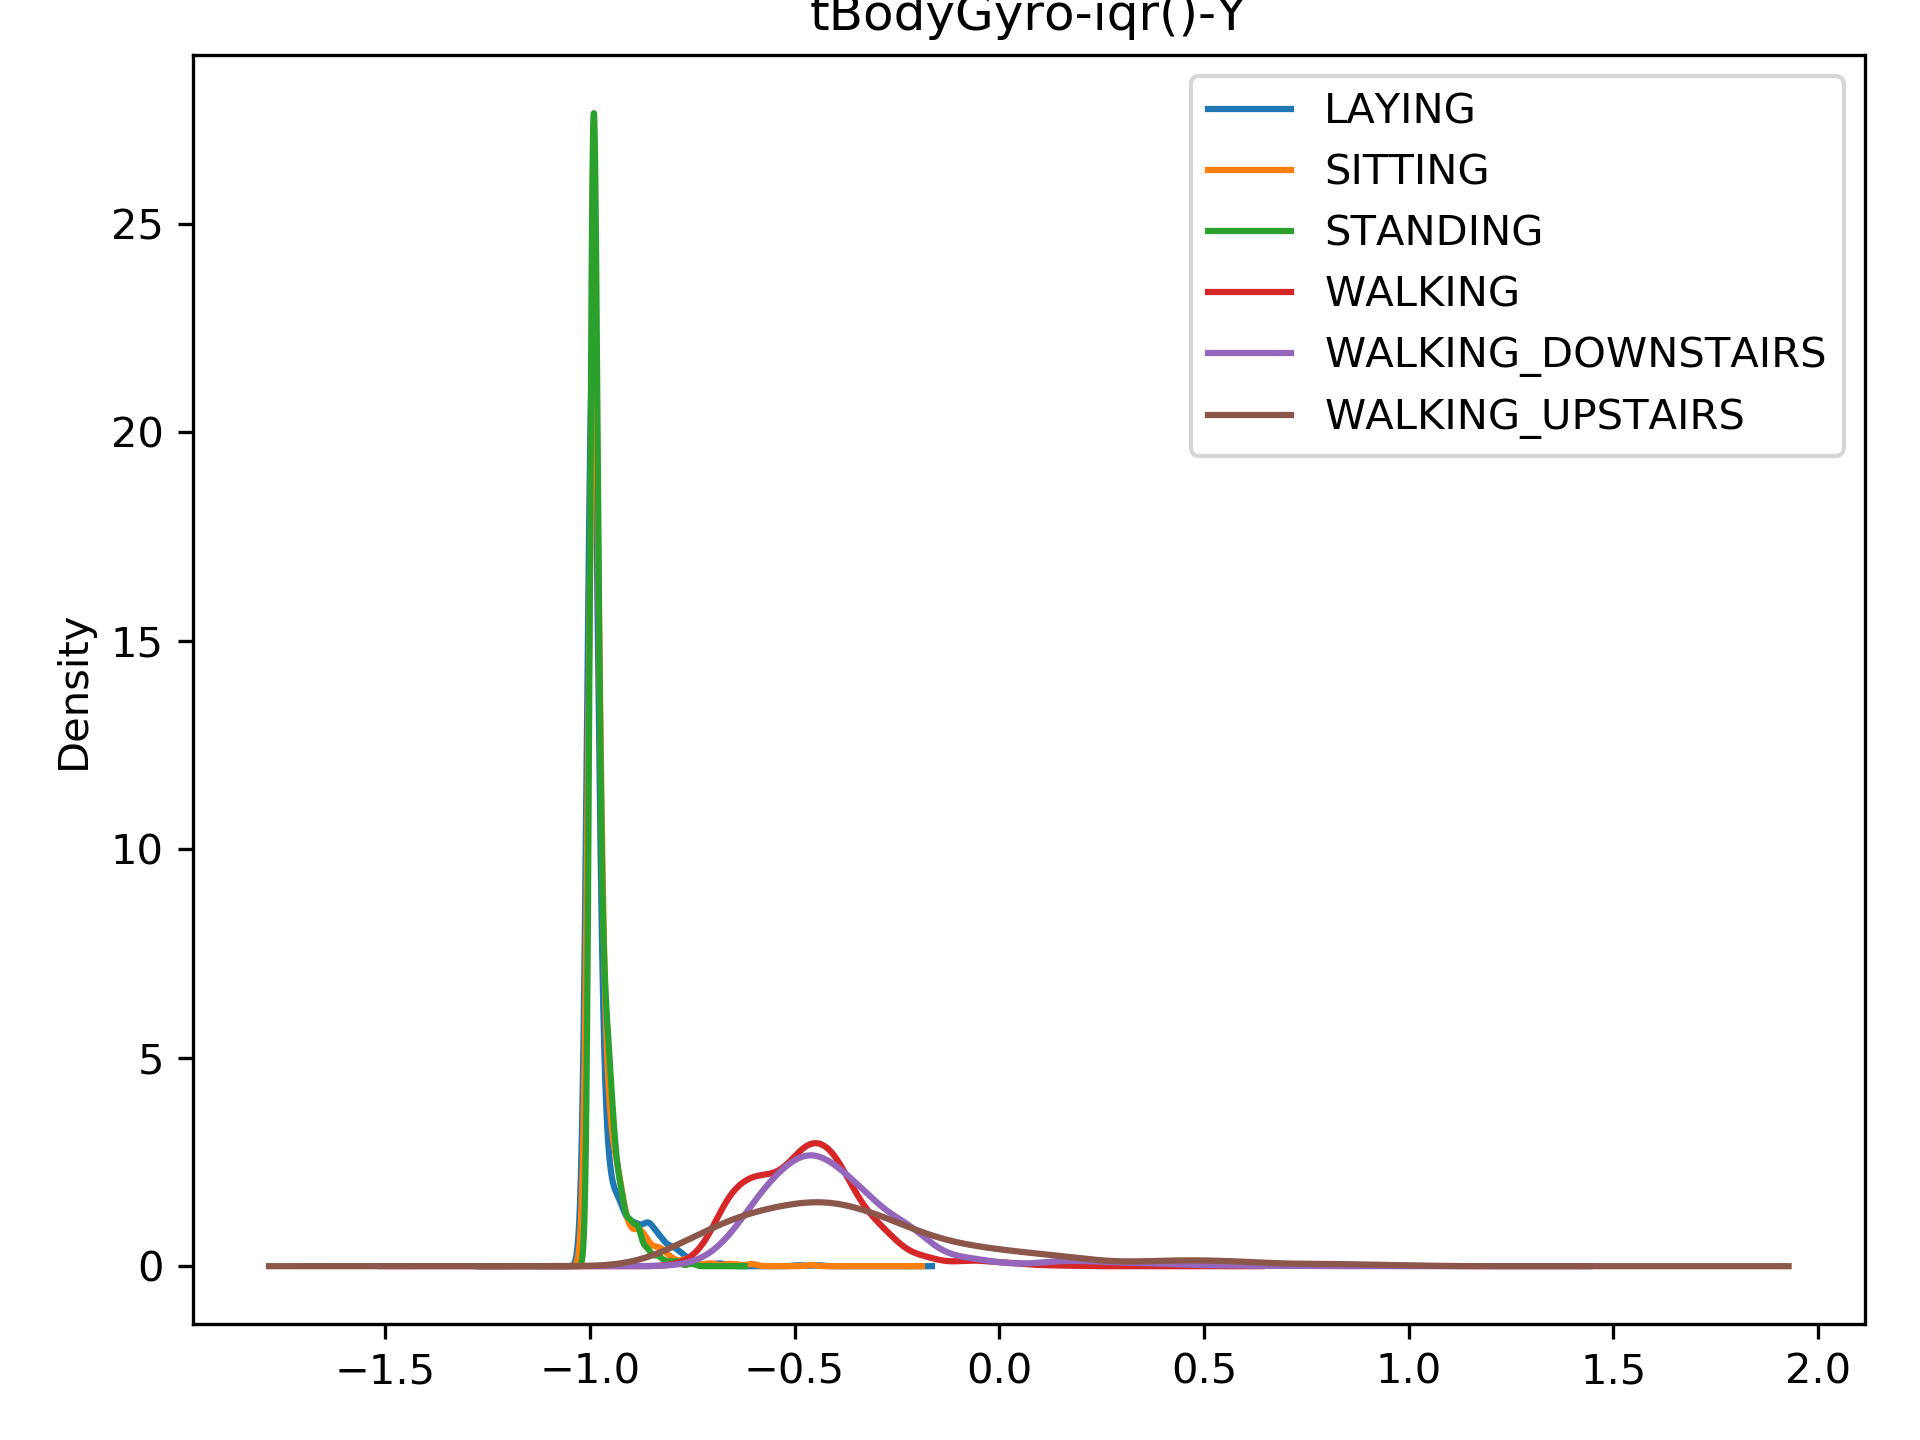 tBodyGyro-iqr()-Y
LAYING
SITTING
STANDING
WALKING
WALKING_DOWNSTAIRS
WALKING_UPSTAIRS
Density
25
20
15
10
5
0
−1.5 −1.0 −0.5 0.0 0.5 1.0 1.5 2.0